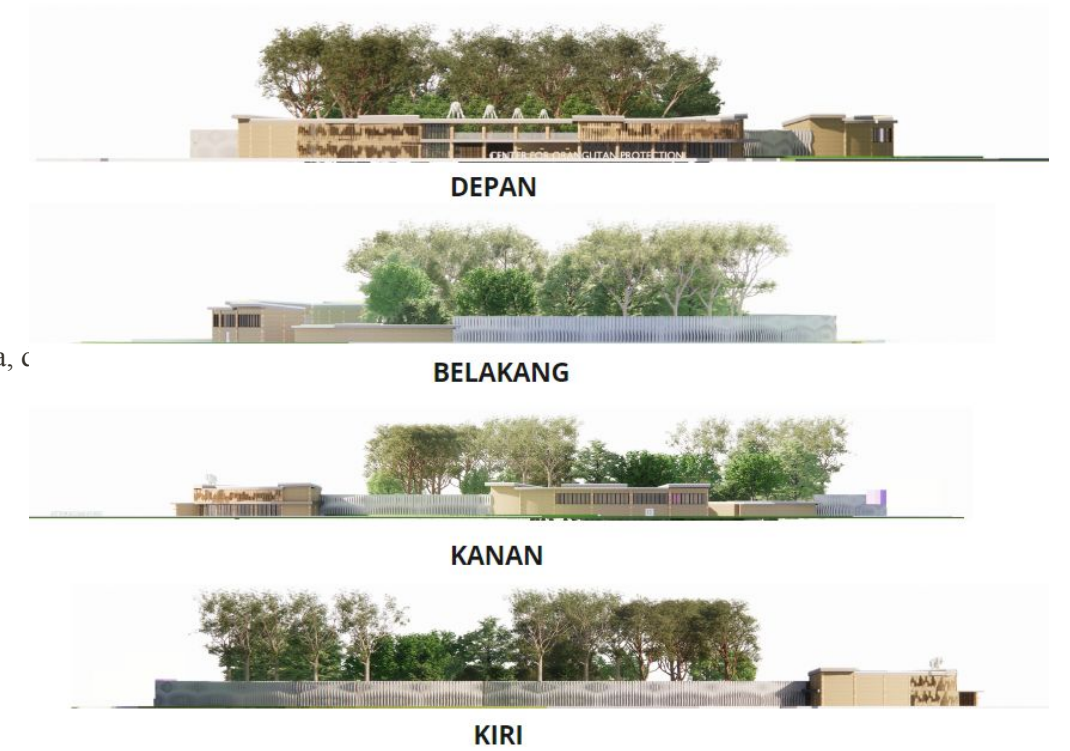 CENTER FOR ORANGUTAN PROTECTION
DEPAN
BELAKANG
a, c
KANAN
KIRI